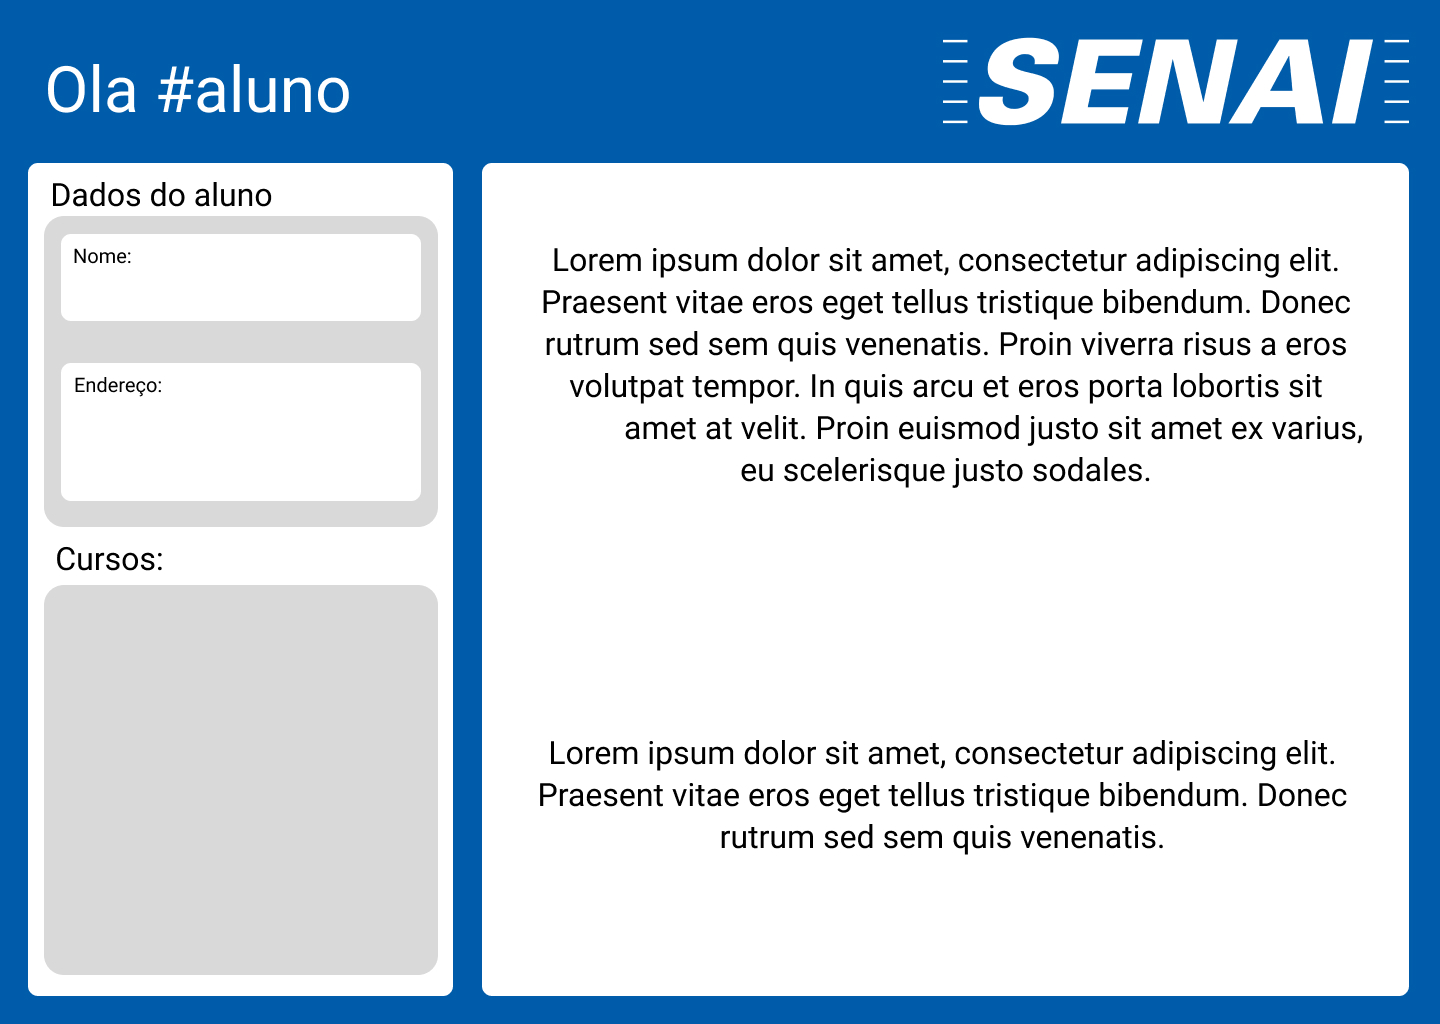 Ola #aluno
SENAI
Dados do aluno
Nome:
Endereço:
Cursos:
Lorem ipsum dolor sit amet, consectetur adipiscing elit.
Praesent vitae eros eget tellus tristique bibendum. Donec
rutrum sed sem quis venenatis. Proin viverra risus a eros
volutpat tempor. In quis arcu et eros porta lobortis sit
amet at velit. Proin euismod justo sit amet ex varius,
eu scelerisque justo sodales.
Lorem ipsum dolor sit amet, consectetur adipiscing elit.
Praesent vitae eros eget tellus tristique bibendum. Donec
rutrum sed sem quis venenatis.